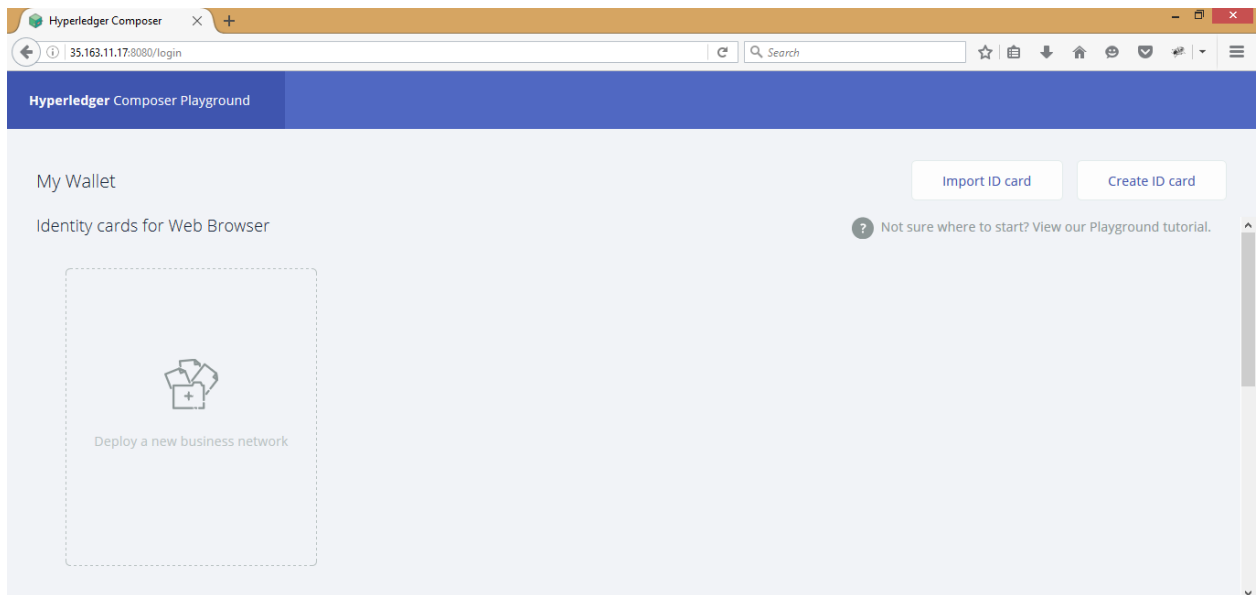 Hyperledger Composer
35.163.11.17:8080/login
Search
Hyperledger Composer Playground
My Wallet
Import ID card
Create ID card
Identity cards for Web Browser
? Not sure where to start? View our Playground tutorial.
Deploy a new business network